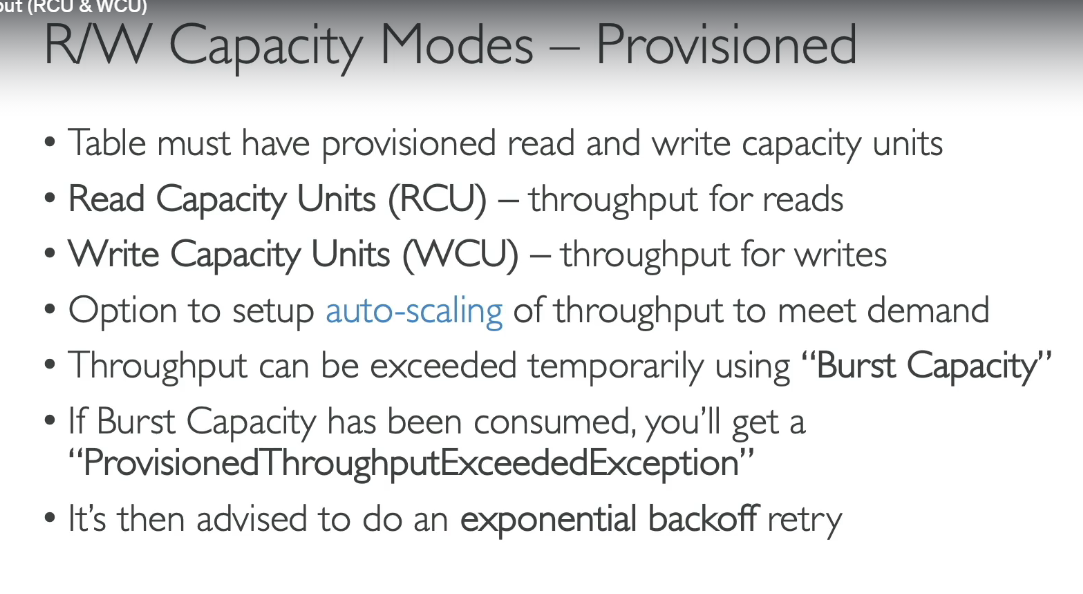 out (RCU & WCU)
R/W Capacity Modes – Provisioned
• Table must have provisioned read and write capacity units
• Read Capacity Units (RCU) – throughput for reads
• Write Capacity Units (WCU) – throughput for writes
• Option to setup auto-scaling of throughput to meet demand
• Throughput can be exceeded temporarily using “Burst Capacity”
• If Burst Capacity has been consumed, you’ll get a
“ProvisionedThroughputExceededException”
• It’s then advised to do an exponential backoff retry